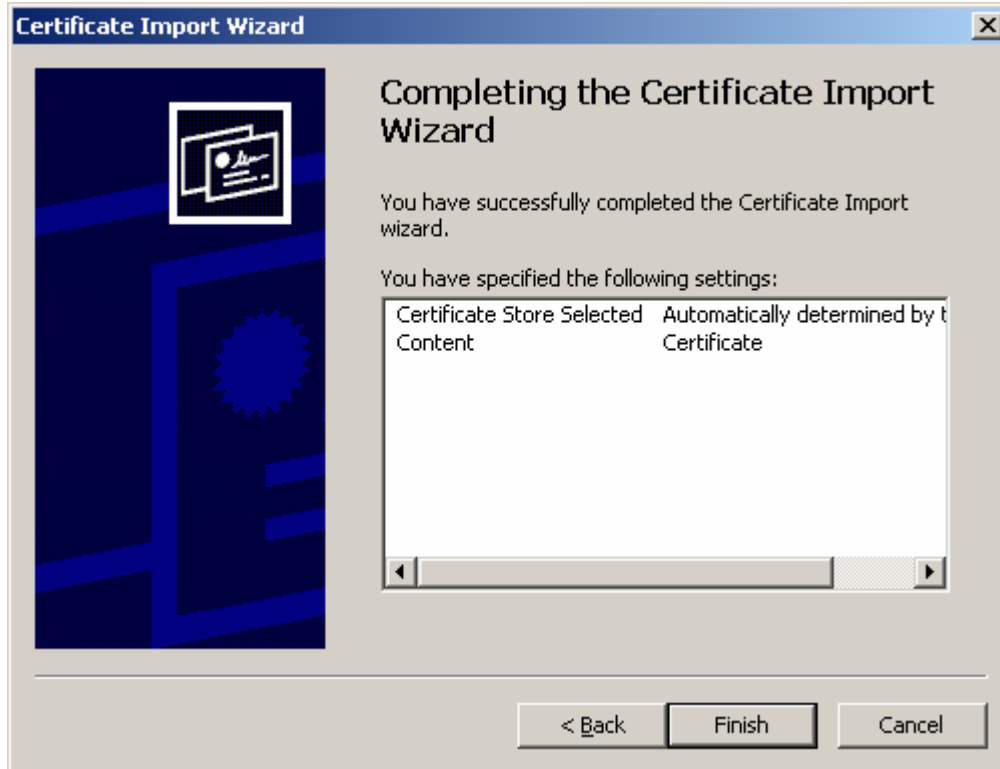 Certificate Import Wizard
Completing the Certificate Import
Wizard
You have successfully completed the Certificate Import
wizard.
You have specified the following settings:
Certificate Store Selected Automatically determined by t
Content Certificate
< Back Finish Cancel